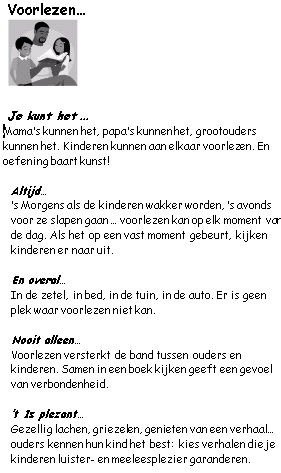 Voorlezen...
Je kunt het ...
Mama's kunnen het, papa's kunnen het, grootouders
kunnen het. Kinderen kunnen aan elkaar voorlezen. En
oefening baart kunst!
Altijd...
's Morgens als de kinderen wakker worden, 's avonds
voor ze slapen gaan ... voorlezen kan op elk moment van
de dag. Als het op een vast moment gebeurt, kijken
kinderen er naar uit.
En overal...
In de zetel, in bed, in de tuin, in de auto. Er is geen
plek waar voorlezen niet kan.
Nooit alleen...
Voorlezen versterkt de band tussen ouders en
kinderen. Samen in een boek kijken geeft een gevoel
van verbondenheid.
't Is plezant...
Gezellig lachen, griezelen, genieten van een verhaal...
ouders kennen hun kind het best: kies verhalen die je
kinderen luister- en meeleesplezier garanderen.